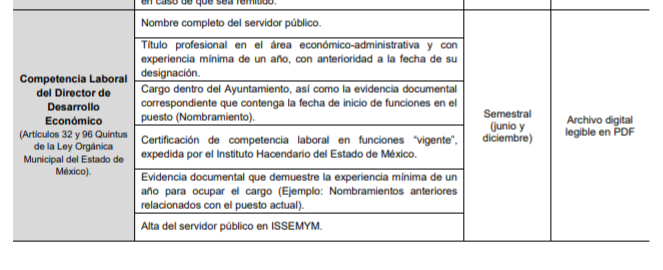 en caso de que sea remitido.
Competencia Laboral
del Director de
Desarrollo
Económico
(Artículos 32 y 96 Quintus
de la Ley Orgánica
Municipal del Estado de
México).
Nombre completo del servidor público.
Título profesional en el área económico-administrativa y con
experiencia mínima de un año, con anterioridad a la fecha de su
designación.
Cargo dentro del Ayuntamiento, así como la evidencia documental
correspondiente que contenga la fecha de inicio de funciones en el
puesto (Nombramiento).
Certificación de competencia laboral en funciones "vigente",
expedida por el Instituto Hacendario del Estado de México.
Evidencia documental que demuestre la experiencia mínima de un
año para ocupar el cargo (Ejemplo: Nombramientos anteriores
relacionados con el puesto actual).
Alta del servidor público en ISSEMYM.
Semestral
(junio y
diciembre)
Archivo digital
legible en PDF